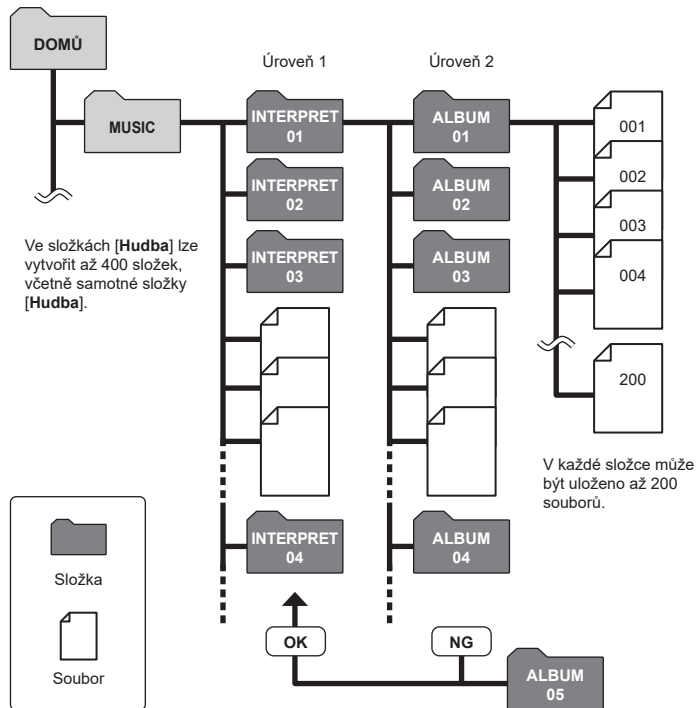 DOMŮ
Úroveň 1
Úroveň 2
MUSIC
INTERPRET
01
ALBUM
01
001
INTERPRET
02
ALBUM
02
002
INTERPRET
03
ALBUM
03
003
004
Ve složkách [Hudba] lze
vytvořit až 400 složek,
včetně samotné složky
[Hudba].
200
V každé složce může
být uloženo až 200
souborů.
INTERPRET
04
ALBUM
04
Složka
Soubor
OK
NG
ALBUM
05